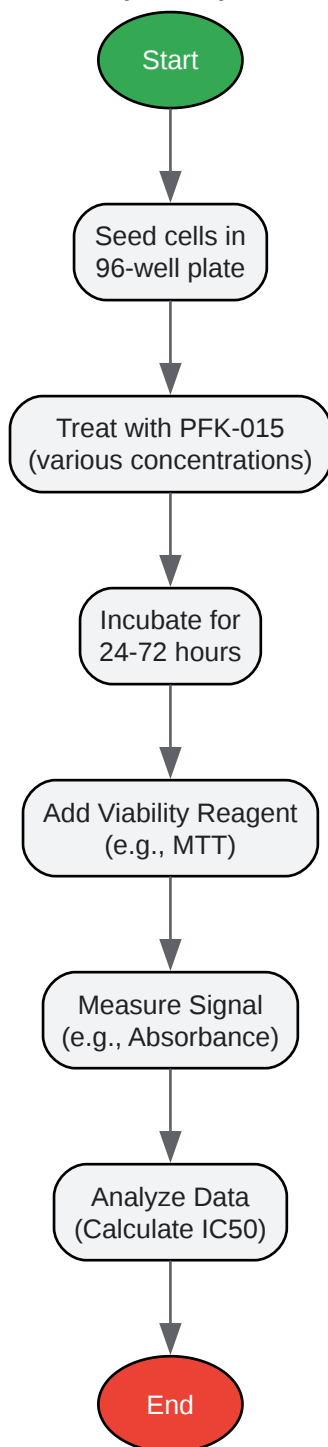 Start
Seed cells in
96-well plate
Treat with PFK-015
(various concentrations)
Incubate for
24-72 hours
Add Viability Reagent
(e.g., MTT)
Measure Signal
(e.g., Absorbance)
Analyze Data
(Calculate IC50)
End